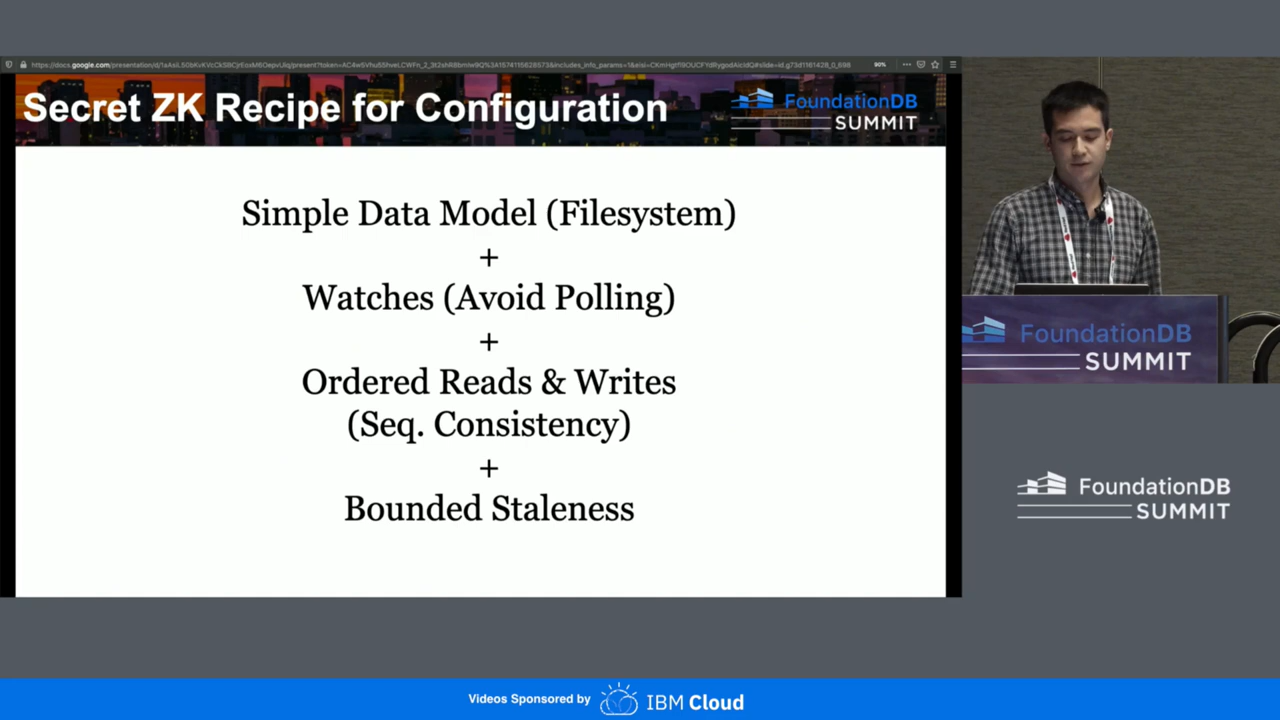 Secret ZK Recipe for Configuration
FoundationDB
SUMMIT
Simple Data Model (Filesystem)
+
Watches (Avoid Polling)
+
Ordered Reads & Writes
(Seq. Consistency)
+
Bounded Staleness
90%
FoundationDB
SUMMIT
FoundationDB
SUMMIT
Videos Sponsored by
IBM Cloud